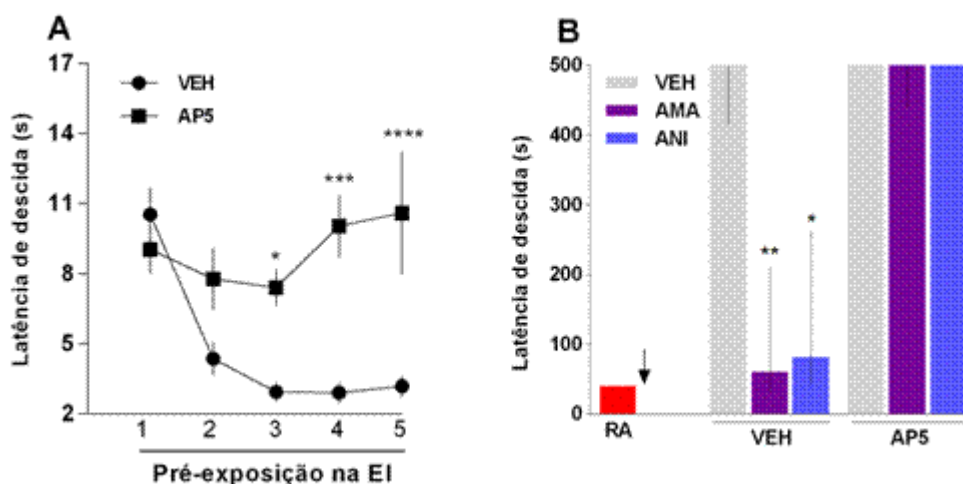 A
17
14
11
8
5
2
Latência de descida (s)
VEH
AP5
*
***
****
1 2 3 4 5
Pré-exposição na EI
B
500
400
300
200
100
0
Latência de descida (s)
VEH
AMA
ANI
**
*
RA
VEH
AP5